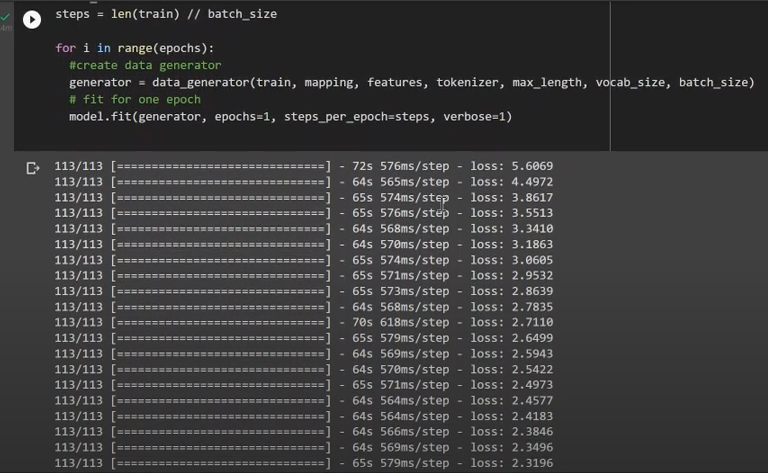 steps = len(train) // batch_size
for i in range(epochs):
#create data generator
generator = data_generator(train, mapping, features, tokenizer, max_length, vocab_size, batch_size)
# fit for one epoch
model.fit(generator, epochs=1, steps_per_epoch=steps, verbose=1)
113/113 [==============================] - 72s 576ms/step - loss: 5.6069
113/113 [==============================] - 64s 565ms/step - loss: 4.4972
113/113 [==============================] - 65s 574ms/step - loss: 3.8617
113/113 [==============================] - 65s 576ms/step - loss: 3.5513
113/113 [==============================] - 64s 568ms/step - loss: 3.3410
113/113 [==============================] - 64s 570ms/step - loss: 3.1863
113/113 [==============================] - 65s 574ms/step - loss: 3.0605
113/113 [==============================] - 65s 571ms/step - loss: 2.9532
113/113 [==============================] - 65s 573ms/step - loss: 2.8639
113/113 [==============================] - 64s 568ms/step - loss: 2.7835
113/113 [==============================] - 70s 618ms/step - loss: 2.7110
113/113 [==============================] - 65s 579ms/step - loss: 2.6499
113/113 [==============================] - 64s 569ms/step - loss: 2.5943
113/113 [==============================] - 64s 570ms/step - loss: 2.5422
113/113 [==============================] - 65s 571ms/step - loss: 2.4973
113/113 [==============================] - 64s 564ms/step - loss: 2.4577
113/113 [==============================] - 64s 564ms/step - loss: 2.4183
113/113 [==============================] - 64s 566ms/step - loss: 2.3846
113/113 [==============================] - 64s 569ms/step - loss: 2.3496
113/113 [==============================] - 65s 579ms/step - loss: 2.3196